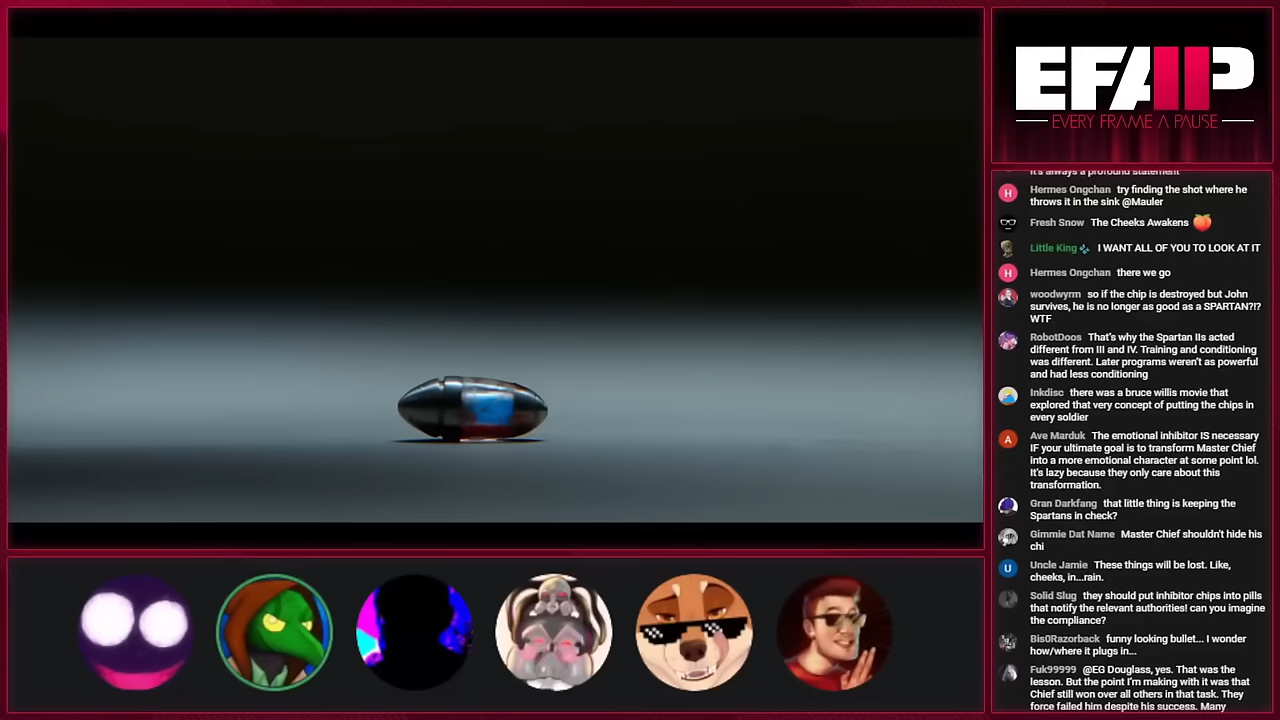 EFAP
EVERY FRAME A PAUSE
it's always a profound statement
Hermes Ongchan try finding the shot where he
throws it in the sink @Mauler
Fresh Snow The Cheeks Awakens 🍑
Little King I WANT ALL OF YOU TO LOOK AT IT
H Hermes Ongchan there we go
woodwyrm so if the chip is destroyed but John
survives, he is no longer as good as a SPARTAN?!?
WTF
RobotDoos That's why the Spartan IIs acted
different from III and IV. Training and conditioning
was different. Later programs weren't as powerful
and had less conditioning
Inkdisc there was a bruce willis movie that
explored that very concept of putting the chips in
every soldier
A Ave Marduk The emotional inhibitor IS necessary
IF your ultimate goal is to transform Master Chief
into a more emotional character at some point lol.
It's lazy because they only care about this
transformation.
Gran Darkfang that little thing is keeping the
Spartans in check?
Gimmie Dat Name Master Chief shouldn't hide his
chi
U Uncle Jamie These things will be lost. Like,
cheeks, in...rain.
Solid Slug they should put inhibitor chips into pills
that notify the relevant authorities! can you imagine
the compliance?
Bis0Razorback funny looking bullet... I wonder
how/where it plugs in...
Fuk99999 @EG Douglass, yes. That was the
lesson. But the point I'm making with it was that
Chief still won over all others in that task. They
force failed him despite his success. Many